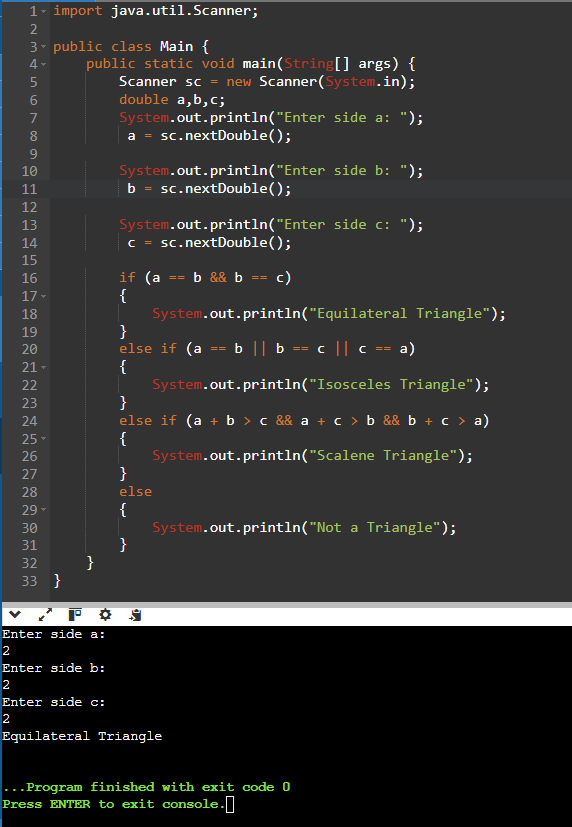 1 import java.util.Scanner;
2
3 public class Main {
4     public static void main(String[] args) {
5         Scanner sc = new Scanner(System.in);
6         double a,b,c;
7         System.out.println("Enter side a: ");
8          a = sc.nextDouble();
9
10         System.out.println("Enter side b: ");
11          b = sc.nextDouble();
12
13         System.out.println("Enter side c: ");
14          c = sc.nextDouble();
15
16         if (a == b && b == c)
17         {
18             System.out.println("Equilateral Triangle");
19         }
20         else if (a == b || b == c || c == a)
21         {
22             System.out.println("Isosceles Triangle");
23         }
24         else if (a + b > c && a + c > b && b + c > a)
25         {
26             System.out.println("Scalene Triangle");
27         }
28         else
29         {
30             System.out.println("Not a Triangle");
31         }
32     }
33 }
Enter side a:
2
Enter side b:
2
Enter side c:
2
Equilateral Triangle
...Program finished with exit code 0
Press ENTER to exit console.